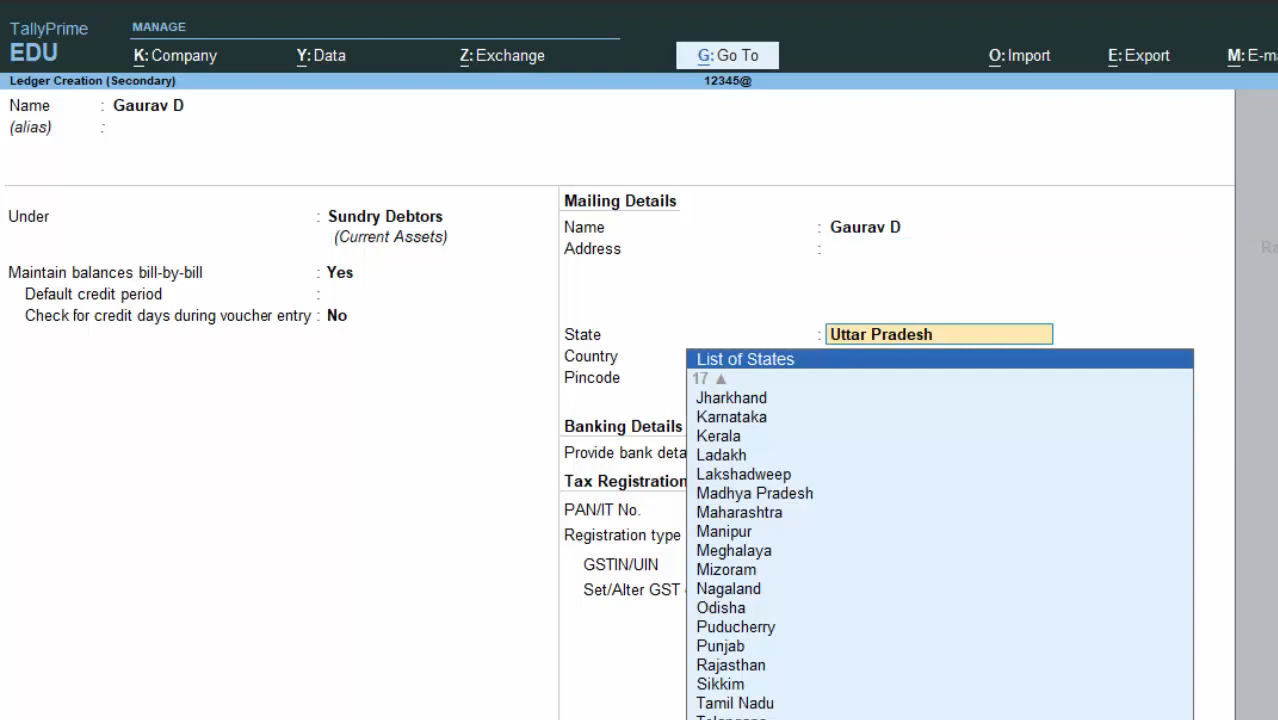 TallyPrime
EDU
MANAGE
K: Company Y: Data Z: Exchange G: Go To O: Import E: Export M: E-m
Ledger Creation (Secondary) 12345@
Name : Gaurav D
(alias) :
Under : Sundry Debtors
(Current Assets)
Maintain balances bill-by-bill : Yes
Default credit period :
Check for credit days during voucher entry : No
Mailing Details
Name : Gaurav D
Address :
State : Uttar Pradesh
Country
Pincode
Banking Details
Provide bank deta
Tax Registration
PAN/IT No.
Registration type
GSTIN/UIN
Set/Alter GST
List of States
17 ▲
Jharkhand
Karnataka
Kerala
Ladakh
Lakshadweep
Madhya Pradesh
Maharashtra
Manipur
Meghalaya
Mizoram
Nagaland
Odisha
Puducherry
Punjab
Rajasthan
Sikkim
Tamil Nadu